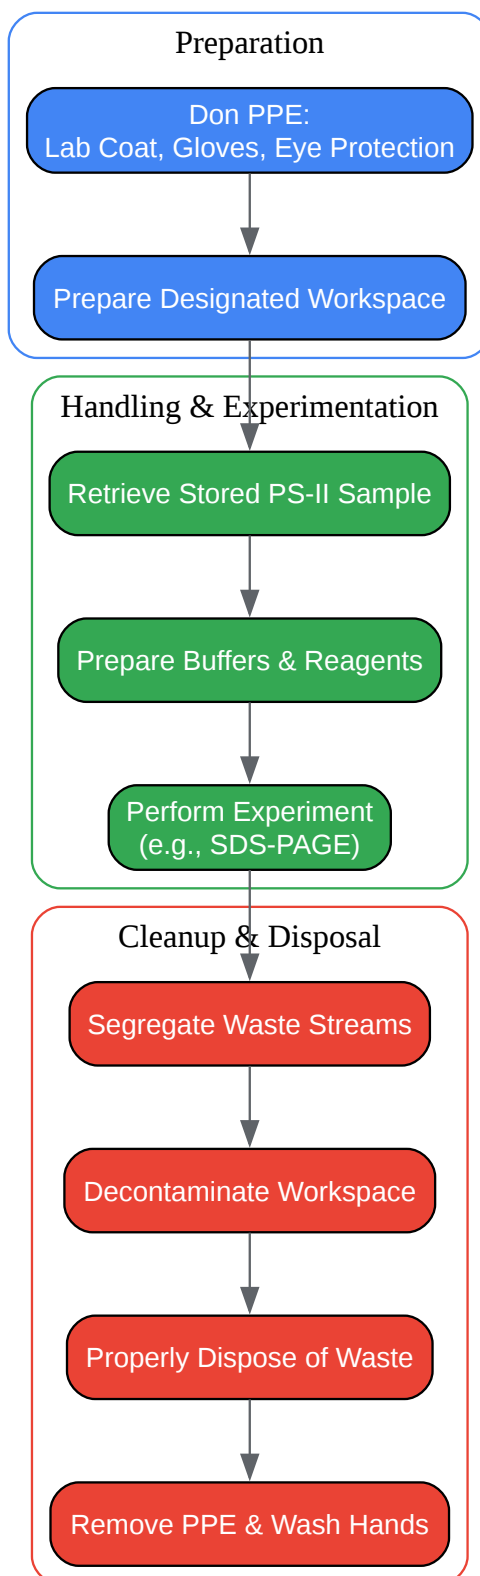 Preparation
Don PPE:
Lab Coat, Gloves, Eye Protection
Prepare Designated Workspace
Handling & Experimentation
Retrieve Stored PS-II Sample
Prepare Buffers & Reagents
Perform Experiment
(e.g., SDS-PAGE)
Cleanup & Disposal
Segregate Waste Streams
Decontaminate Workspace
Properly Dispose of Waste
Remove PPE & Wash Hands